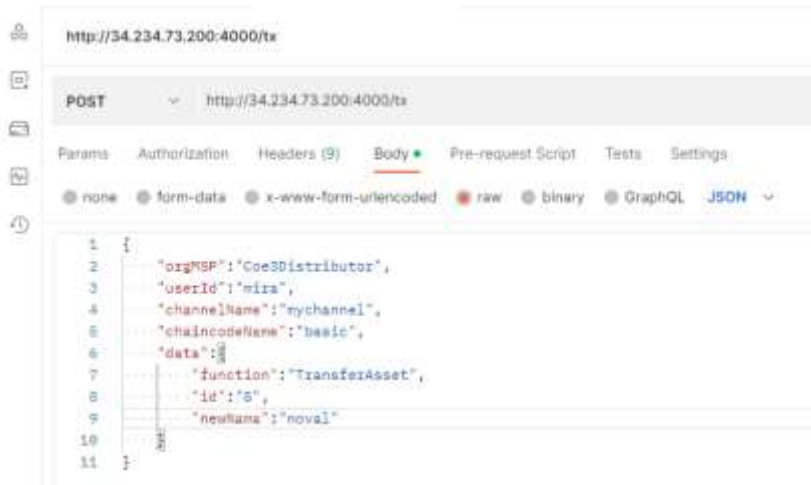 http://34.234.73.200:4000/tx
POST http://34.234.73.200:4000/tx
Params Authorization Headers (9) Body Pre-request Script Tests Settings
none form-data x-www-form-urlencoded raw binary GraphQL JSON
1 {
2 "orgMSP":"Coe3Distributor",
3 "userId":"mira",
4 "channelName":"mychannel",
5 "chaincodeName":"basic",
6 "data":{
7 "function":"TransferAsset",
8 "id":"6",
9 "newNama":"noval"
10 }
11 }